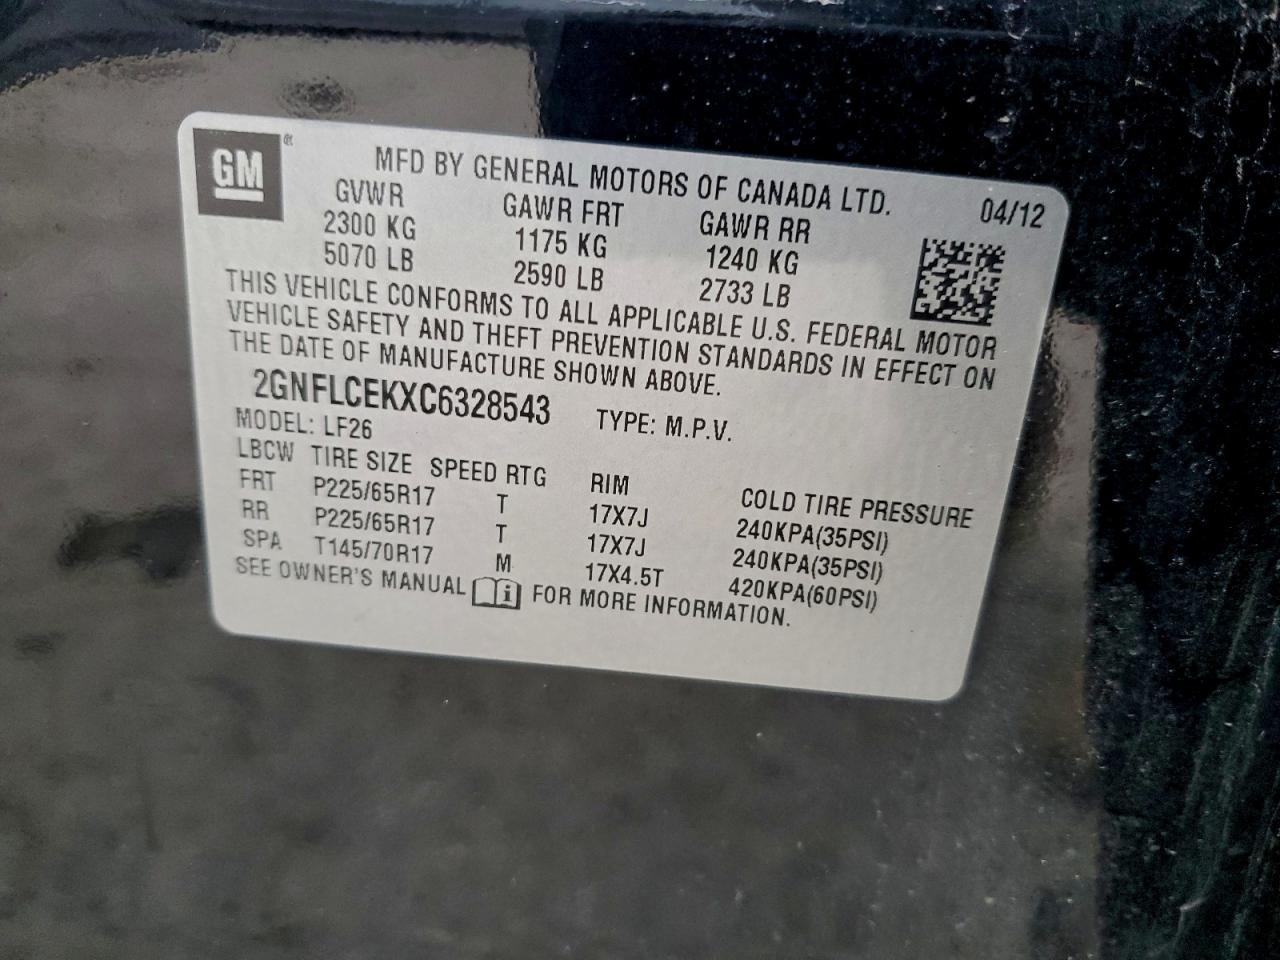 GM
MFD BY GENERAL MOTORS OF CANADA LTD.
04/12
GVWR GAWR FRT GAWR RR
2300 KG 1175 KG 1240 KG
5070 LB 2590 LB 2733 LB
THIS VEHICLE CONFORMS TO ALL APPLICABLE U.S. FEDERAL MOTOR
VEHICLE SAFETY AND THEFT PREVENTION STANDARDS IN EFFECT ON
THE DATE OF MANUFACTURE SHOWN ABOVE.
2GNFLCEKXC6328543 TYPE: M.P.V.
MODEL: LF26
LBCW TIRE SIZE SPEED RTG RIM COLD TIRE PRESSURE
FRT P225/65R17 T 17X7J 240KPA(35PSI)
RR P225/65R17 T 17X7J 240KPA(35PSI)
SPA T145/70R17 M 17X4.5T 420KPA(60PSI)
SEE OWNER'S MANUAL FOR MORE INFORMATION.